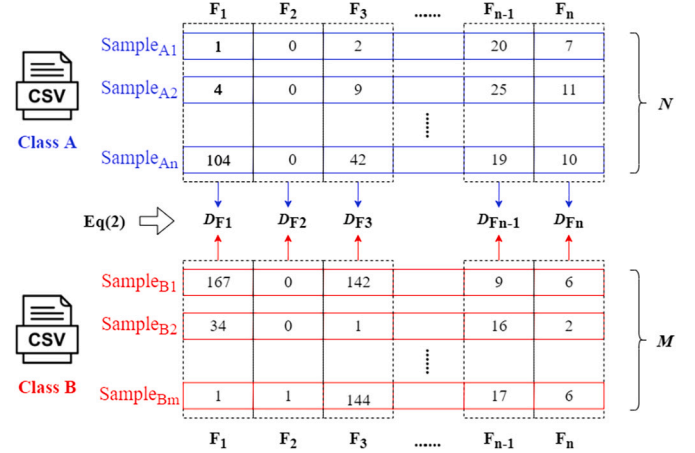 F1 F2 F3 ...... Fn-1 Fn
SampleA1 1 0 2 20 7
SampleA2 4 0 9 25 11
CSV
N
Class A
SampleAn 104 0 42 19 10
Eq(2) DF1 DF2 DF3 DFn-1 DFn
SampleB1 167 0 142 9 6
SampleB2 34 0 1 16 2
CSV
M
Class B
SampleBm 1 1 144 17 6
F1 F2 F3 ...... Fn-1 Fn